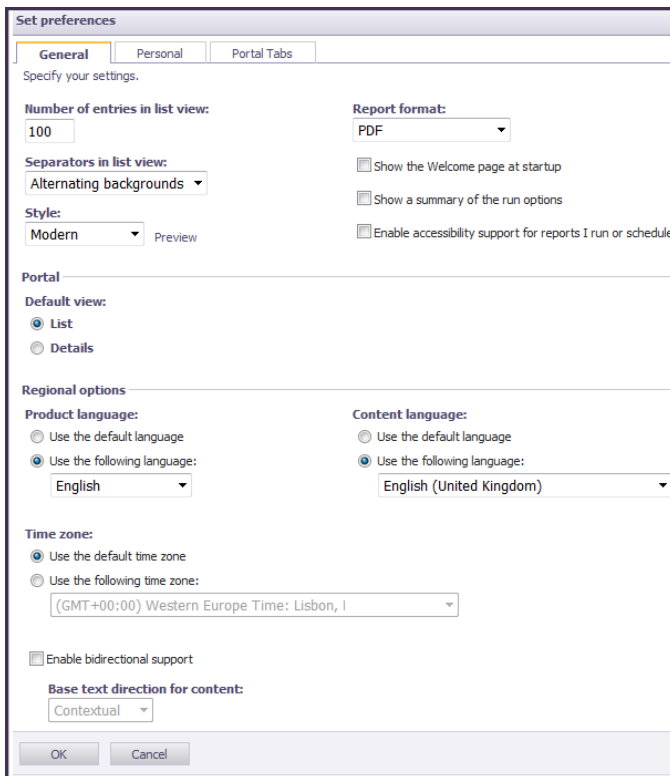 Set preferences
General Personal Portal Tabs
Specify your settings.
Number of entries in list view:
100
Report format:
PDF
Separators in list view:
Alternating backgrounds
Show the Welcome page at startup
Show a summary of the run options
Style:
Modern Preview
Enable accessibility support for reports I run or schedule
Portal
Default view:
List
Details
Regional options
Product language:
Use the default language
Use the following language:
English
Content language:
Use the default language
Use the following language:
English (United Kingdom)
Time zone:
Use the default time zone
Use the following time zone:
(GMT+00:00) Western Europe Time: Lisbon,
Enable bidirectional support
Base text direction for content:
Contextual
OK Cancel